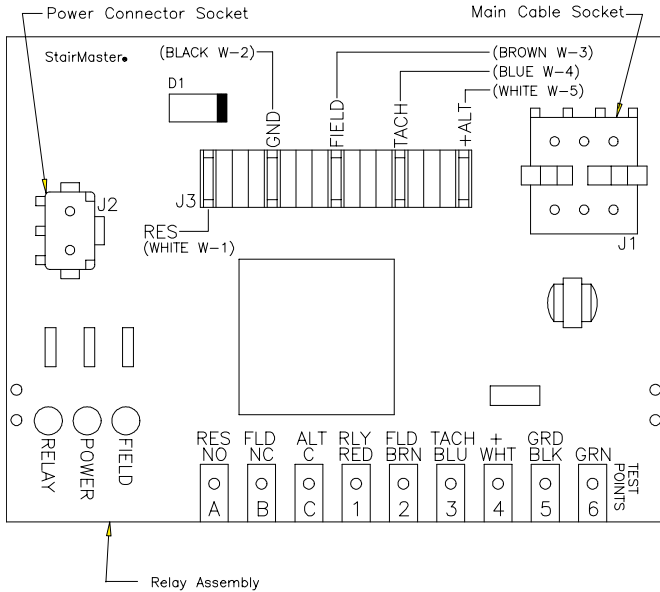 Power Connector Socket
Main Cable Socket
StairMaster
(BLACK W-2)
(BROWN W-3)
(BLUE W-4)
(WHITE W-5)
D1
GND
FIELD
TACH
+ALT
J3
J2
J1
RES
(WHITE W-1)
RELAY
POWER
FIELD
RES FLD ALT RLY FLD TACH + GRD
NO NC C RED BRN BLU WHT BLK GRN
TEST
POINTS
A B C 1 2 3 4 5 6
Relay Assembly